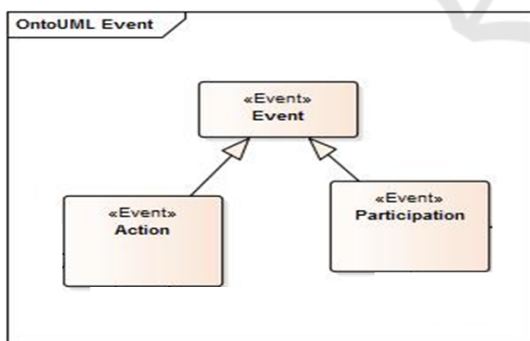 OntoUML Event
«Event»
Event
«Event»
Action
«Event»
Participation